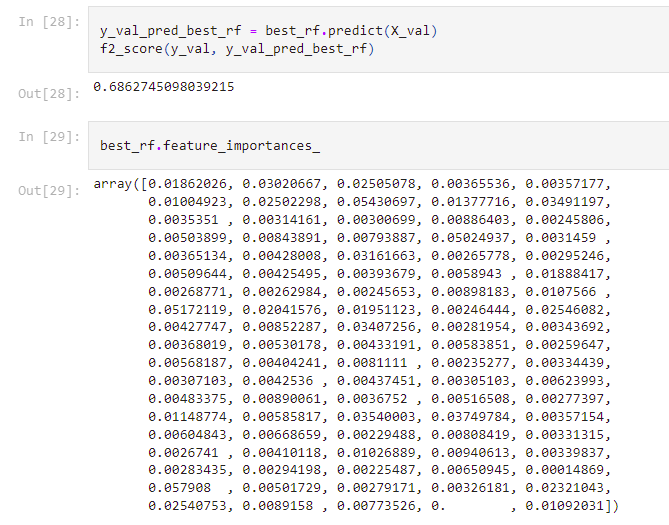 In [28]:
y_val_pred_best_rf = best_rf.predict(X_val)
f2_score(y_val, y_val_pred_best_rf)
Out[28]:
0.6862745098039215
In [29]:
best_rf.feature_importances_
Out[29]:
array([0.01862026, 0.03020667, 0.02505078, 0.00365536, 0.00357177,
0.01004923, 0.02502298, 0.05430697, 0.01377716, 0.03491197,
0.0035351 , 0.00314161, 0.00300699, 0.00886403, 0.00245806,
0.00503899, 0.00843891, 0.00793887, 0.05024937, 0.0031459 ,
0.00365134, 0.00428008, 0.03161663, 0.00265778, 0.00295246,
0.00509644, 0.00425495, 0.00393679, 0.0058943 , 0.01888417,
0.00268771, 0.00262984, 0.00245653, 0.00898183, 0.0107566 ,
0.05172119, 0.02041576, 0.01951123, 0.00246444, 0.02546082,
0.00427747, 0.00852287, 0.03407256, 0.00281954, 0.00343692,
0.00368019, 0.00530178, 0.00433191, 0.00583851, 0.00259647,
0.00568187, 0.00404241, 0.0081111 , 0.00235277, 0.00334439,
0.00307103, 0.0042536 , 0.00437451, 0.00305103, 0.00623993,
0.00483375, 0.00890061, 0.0036752 , 0.00516508, 0.00277397,
0.01148774, 0.00585817, 0.03540003, 0.03749784, 0.00357154,
0.00604843, 0.00668659, 0.00229488, 0.00808419, 0.00331315,
0.0026741 , 0.00410118, 0.01026889, 0.00940613, 0.00339837,
0.00283435, 0.00294198, 0.00225487, 0.00650945, 0.00014869,
0.057908  , 0.00501729, 0.00279171, 0.00326181, 0.02321043,
0.02540753, 0.0089158 , 0.00773526, 0.        , 0.01092031])